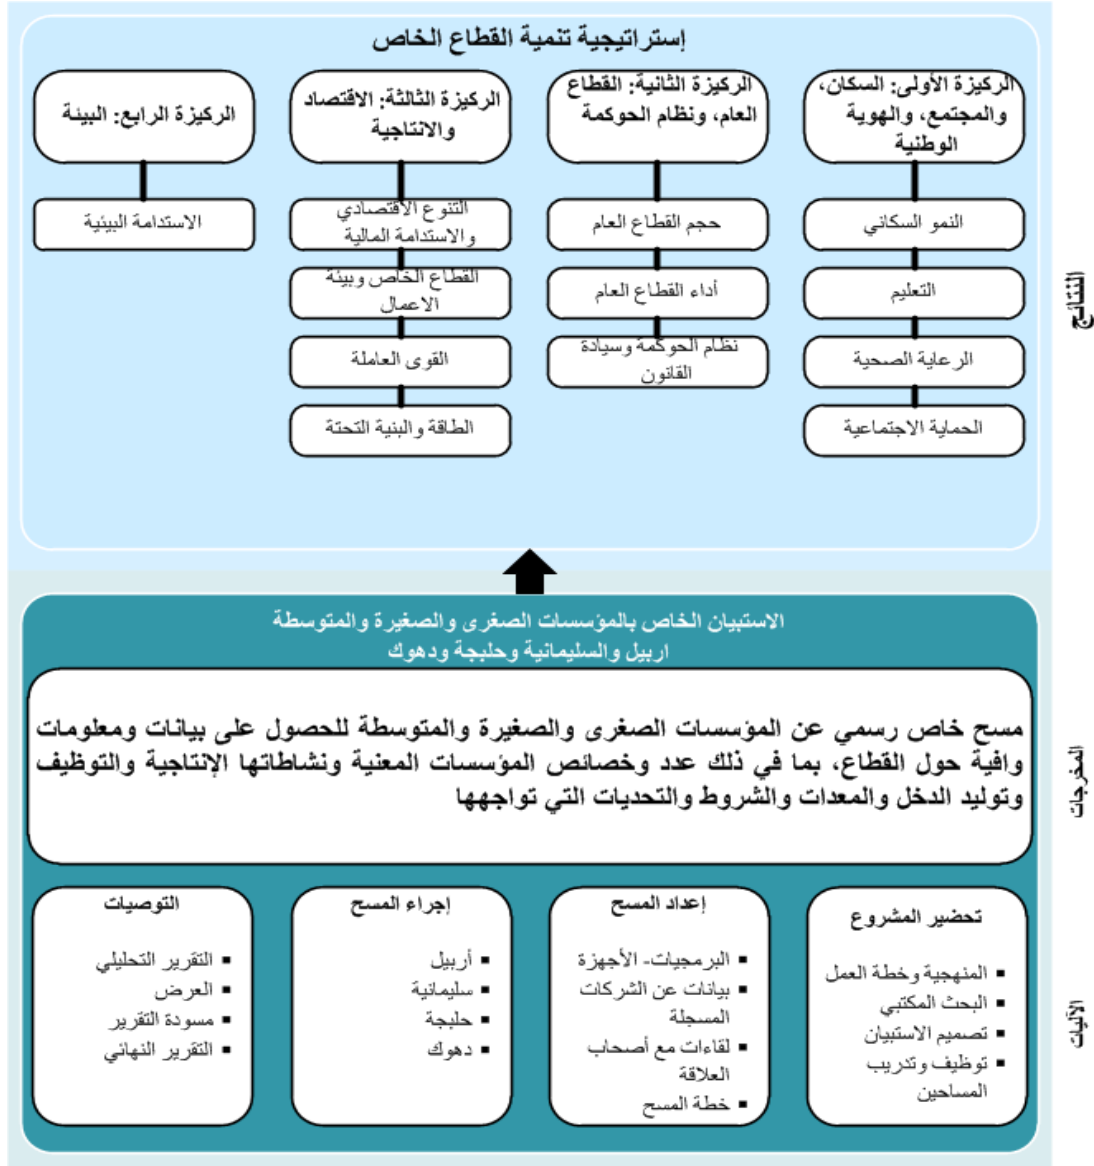 إستراتيجية تنمية القطاع الخاص
الركيزة الأولى: السكان،
والمجتمع، والهوية
الوطنية
النمو السكاني
التعليم
الرعاية الصحية
الحماية الاجتماعية
الركيزة الثانية: القطاع
العام، ونظام الحوكمة
حجم القطاع العام
أداء القطاع العام
نظام الحوكمة وسيادة
القانون
الركيزة الثالثة: الاقتصاد
والانتاجية
التنوع الاقتصادي
والاستدامة المالية
القطاع الخاص وبيئة
الاعمال
القوى العاملة
الطاقة والبنية التحتة
الركيزة الرابع: البيئة
الاستدامة البيئية
النتائج
الاستبيان الخاص بالمؤسسات الصغرى والصغيرة والمتوسطة
اربيل والسليمانية وحلبجة ودهوك
مسح خاص رسمي عن المؤسسات الصغرى والصغيرة والمتوسطة للحصول على بيانات ومعلومات
وافية حول القطاع، بما في ذلك عدد وخصائص المؤسسات المعنية ونشاطاتها الإنتاجية والتوظيف
وتوليد الدخل والمعدات والشروط والتحديات التي تواجهها
المخرجات
تحضير المشروع
▪ المنهجية وخطة العمل
▪ البحث المكتبي
▪ تصميم الاستبيان
▪ توظيف وتدريب
المساحين
إعداد المسح
▪ البرمجيات- الأجهزة
▪ بيانات عن الشركات
المسجلة
▪ لقاءات مع أصحاب
العلاقة
▪ خطة المسح
إجراء المسح
▪ أربيل
▪ سليمانية
▪ حلبجة
▪ دهوك
التوصيات
▪ التقرير التحليلي
▪ العرض
▪ مسودة التقرير
▪ التقرير النهائي
الآليات